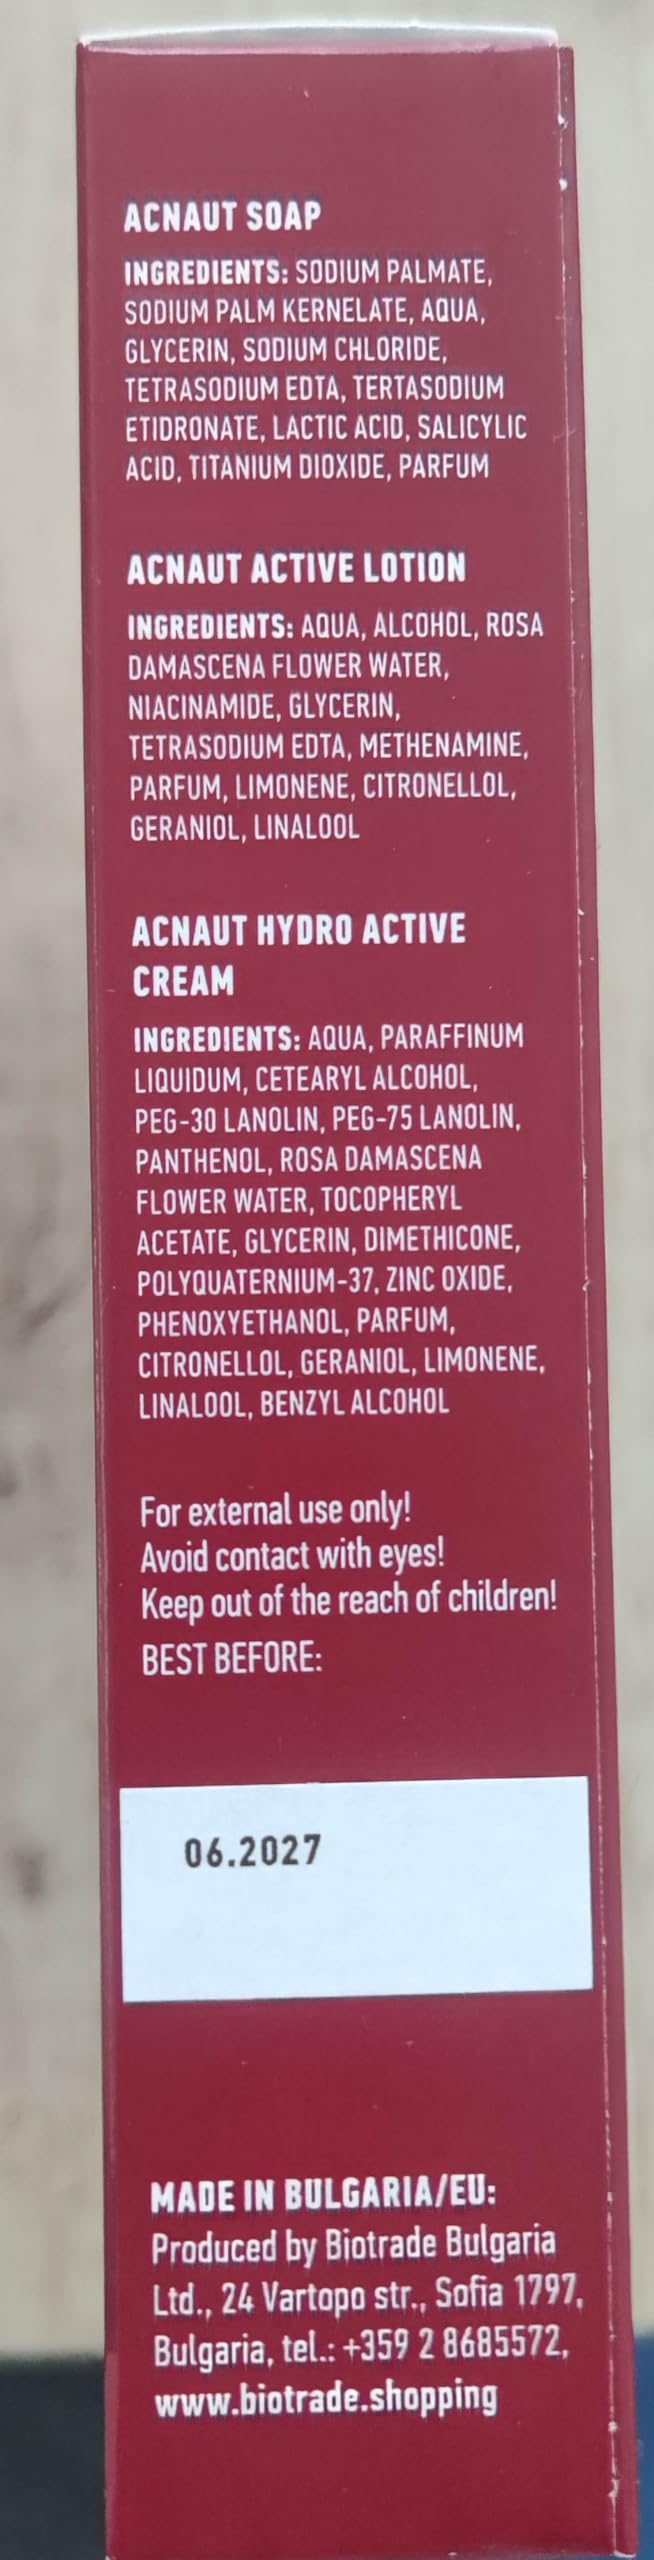 ACNAUT SOAP
INGREDIENTS: SODIUM PALMATE,
SODIUM PALM KERNELATE, AQUA,
GLYCERIN, SODIUM CHLORIDE,
TETRASODIUM EDTA, TERTASODIUM
ETIDRONATE, LACTIC ACID, SALICYLIC
ACID, TITANIUM DIOXIDE, PARFUM
ACNAUT ACTIVE LOTION
INGREDIENTS: AQUA, ALCOHOL, ROSA
DAMASCENA FLOWER WATER,
NIACINAMIDE, GLYCERIN,
TETRASODIUM EDTA, METHENAMINE,
PARFUM, LIMONENE, CITRONELLOL,
GERANIOL, LINALOOL
ACNAUT HYDRO ACTIVE
CREAM
INGREDIENTS: AQUA, PARAFFINUM
LIQUIDUM, CETEARYL ALCOHOL,
PEG-30 LANOLIN, PEG-75 LANOLIN,
PANTHENOL, ROSA DAMASCENA
FLOWER WATER, TOCOPHERYL
ACETATE, GLYCERIN, DIMETHICONE,
POLYQUATERNIUM-37, ZINC OXIDE,
PHENOXYETHANOL, PARFUM,
CITRONELLOL, GERANIOL, LIMONENE,
LINALOOL, BENZYL ALCOHOL
For external use only!
Avoid contact with eyes!
Keep out of the reach of children!
BEST BEFORE:
06.2027
MADE IN BULGARIA/EU:
Produced by Biotrade Bulgaria
Ltd., 24 Vartopo str., Sofia 1797,
Bulgaria, tel.: +359 2 8685572,
www.biotrade.shopping